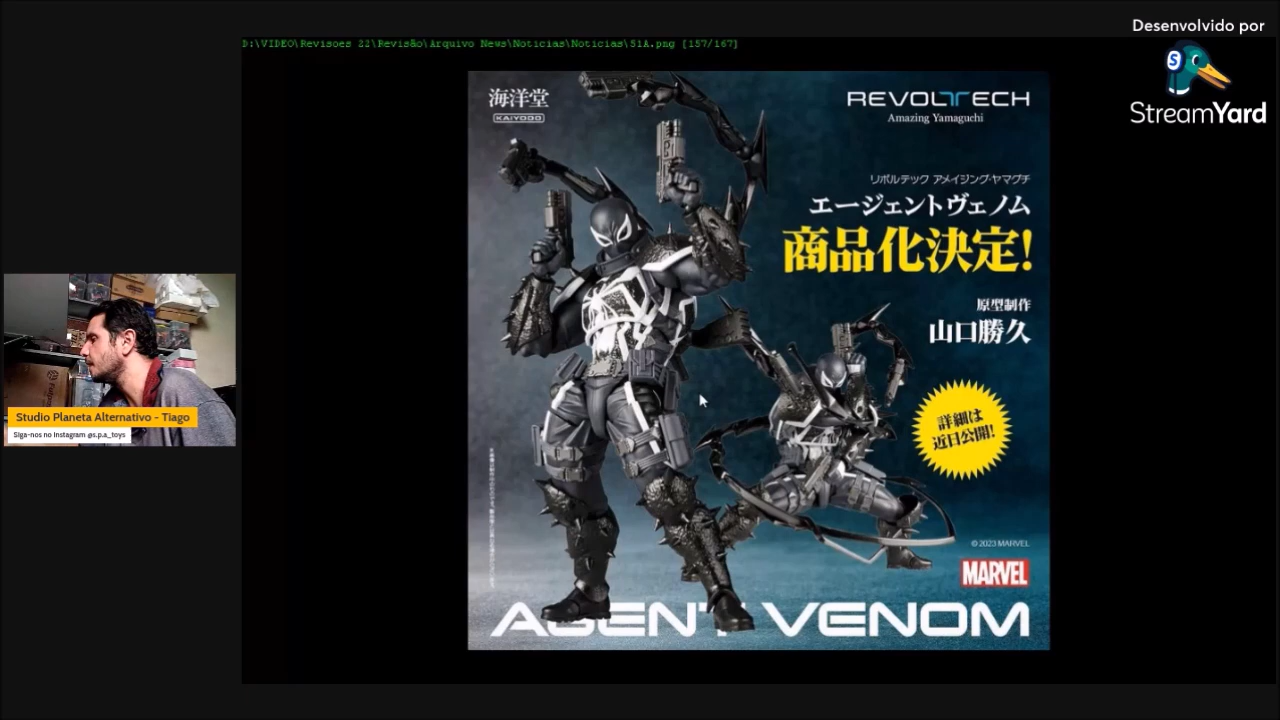 Desenvolvido por
StreamYard
D:\VIDEO\Revisoes 22\Revisão\Arquivo News\Noticias\Noticias\51A.png [157/167]
海洋堂
KAIYODO
REVOLTECH
Amazing Yamaguchi
リボルテック アメイジング・ヤマグチ
エージェントヴェノム
商品化決定!
原型制作
山口勝久
詳細は
近日公開!
© 2023 MARVEL
MARVEL
AGENT VENOM
Studio Planeta Alternativo - Tiago
Siga-nos no Instagram @s.p.a_toys